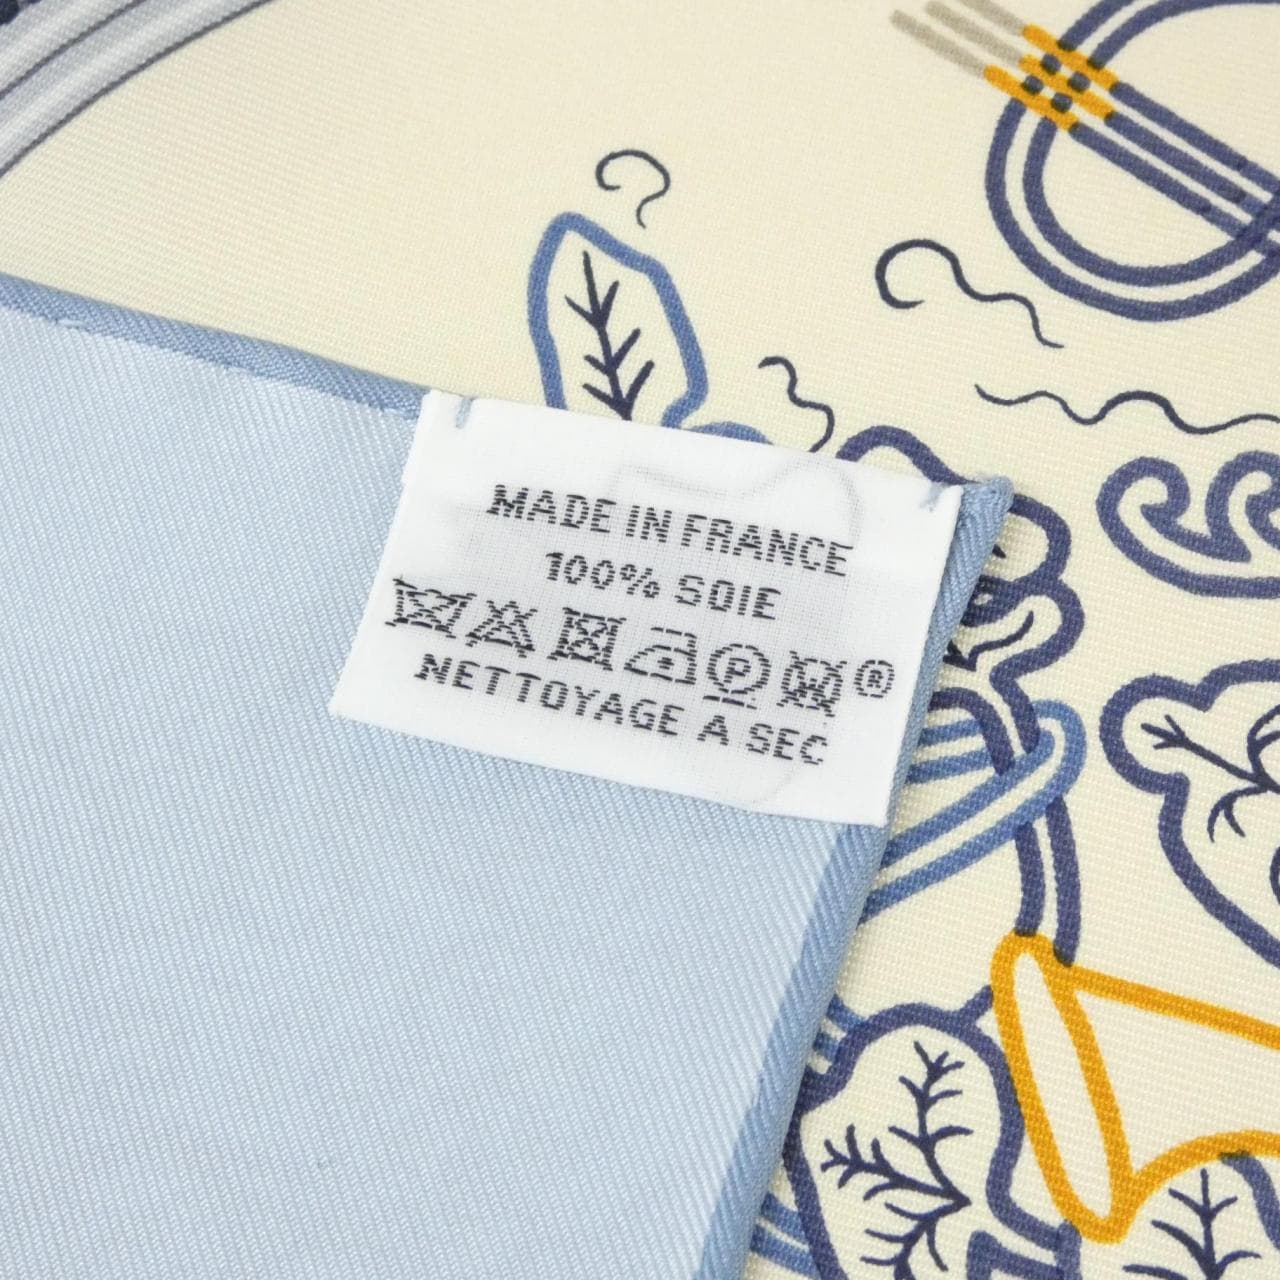 MADE IN FRANCE
100% SOIE
P ®
NETTOYAGE A SEC